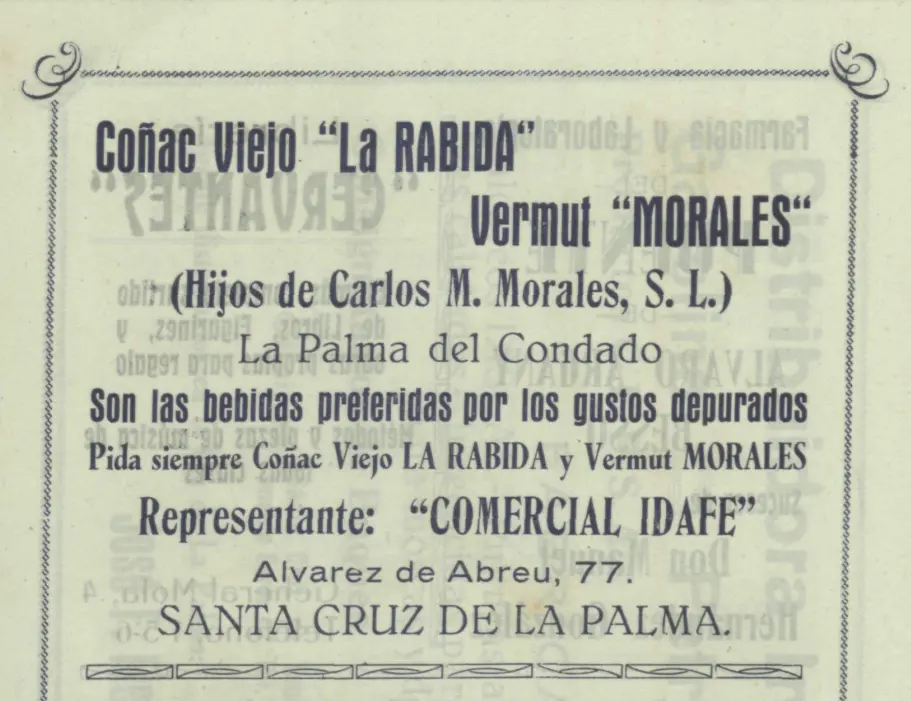 Coñac Viejo "La RABIDA"
Vermut "MORALES"
(Hijos de Carlos M. Morales, S. L.)
La Palma del Condado
Son las bebidas preferidas por los gustos depurados
Pida siempre Coñac Viejo LA RABIDA y Vermut MORALES
Representante: "COMERCIAL IDAFE"
Alvarez de Abreu, 77.
SANTA CRUZ DE LA PALMA.